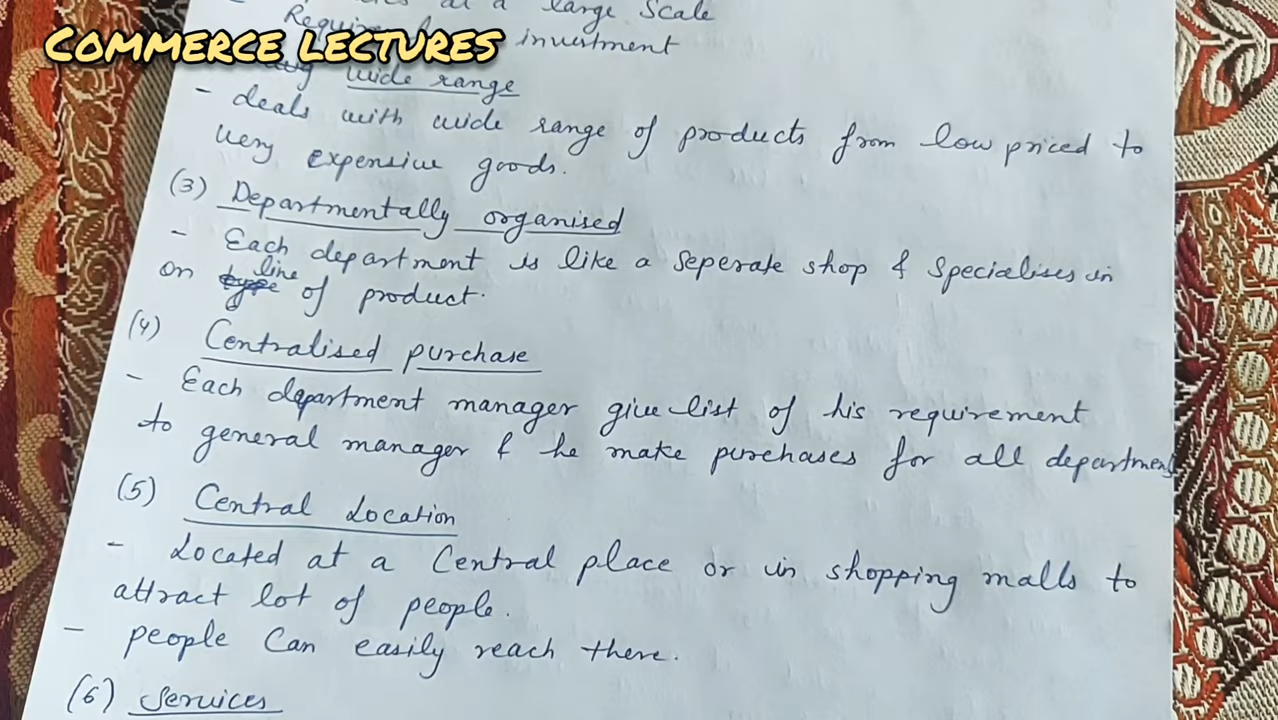 at a large scale
COMMERCE LECTURES
investment
wide range
- deals with wide range of products from low priced to
very expensive goods.
(3) Departmentally organised
- Each department is like a seperate shop & specialises in
on line of product.
(4) Centralised purchase
- Each department manager give list of his requirement
to general manager & he make purchases for all department
(5) Central Location
- Located at a Central place or in shopping malls to
attract lot of people.
- people can easily reach there.
(6) Services